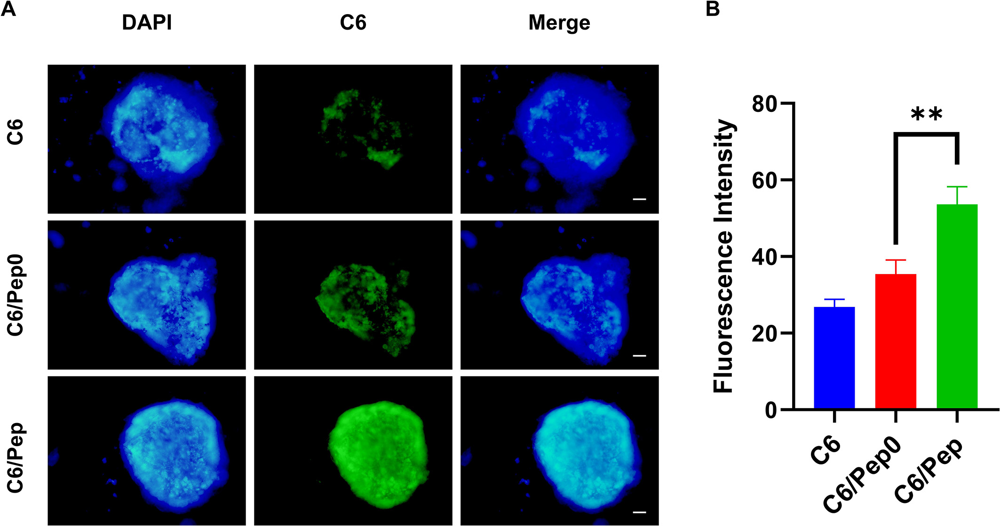 A
B
DAPI
C6
Merge
C6
C6/Pep0
C6/Pep
Fluorescence Intensity
80
60
40
20
0
**
C6
C6/Pep0
C6/Pep